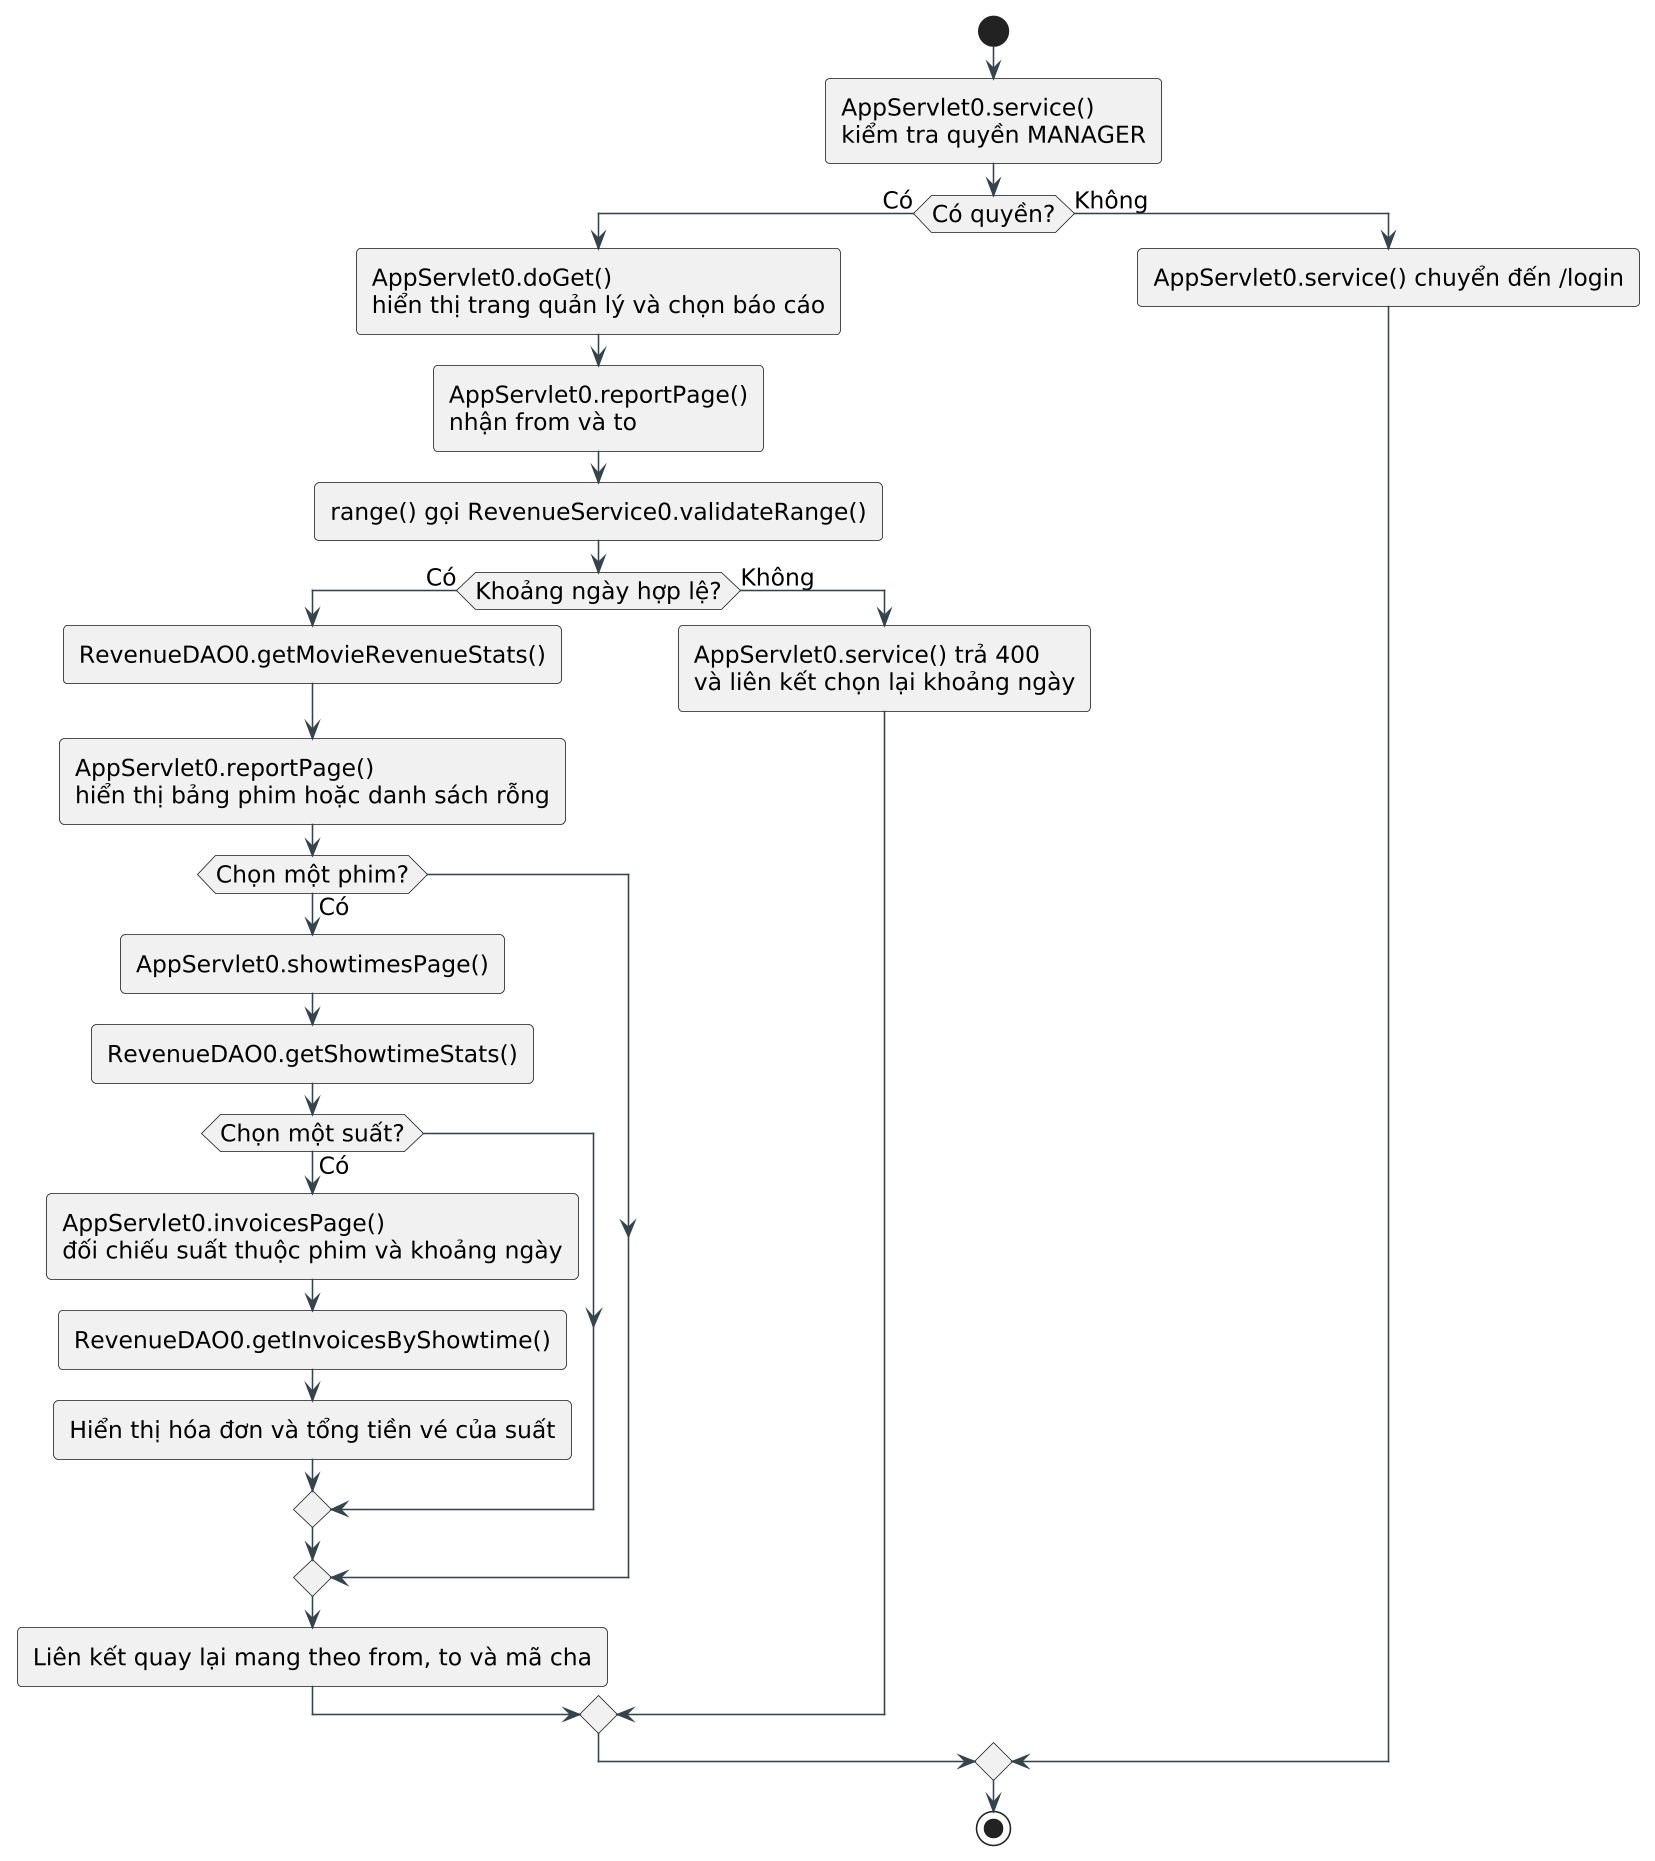 AppServlet0.service()
kiểm tra quyền MANAGER
Có
Có quyền?
Không
AppServlet0.doGet()
hiển thị trang quản lý và chọn báo cáo
AppServlet0.service() chuyển đến /login
AppServlet0.reportPage()
nhận from và to
range() gọi RevenueService0.validateRange()
Có
Khoảng ngày hợp lệ?
Không
RevenueDAO0.getMovieRevenueStats()
AppServlet0.service() trả 400
và liên kết chọn lại khoảng ngày
AppServlet0.reportPage()
hiển thị bảng phim hoặc danh sách rỗng
Chọn một phim?
Có
AppServlet0.showtimesPage()
RevenueDAO0.getShowtimeStats()
Chọn một suất?
Có
AppServlet0.invoicesPage()
đối chiếu suất thuộc phim và khoảng ngày
RevenueDAO0.getInvoicesByShowtime()
Hiển thị hóa đơn và tổng tiền vé của suất
Liên kết quay lại mang theo from, to và mã cha